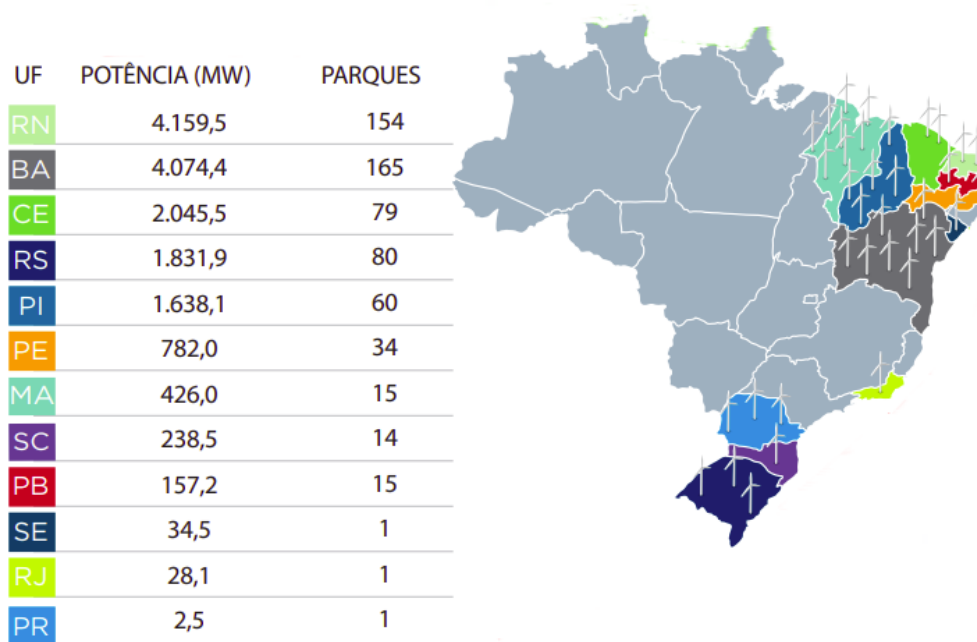 UF POTÊNCIA (MW) PARQUES
RN 4.159,5 154
BA 4.074,4 165
CE 2.045,5 79
RS 1.831,9 80
PI 1.638,1 60
PE 782,0 34
MA 426,0 15
SC 238,5 14
PB 157,2 15
SE 34,5 1
RJ 28,1 1
PR 2,5 1